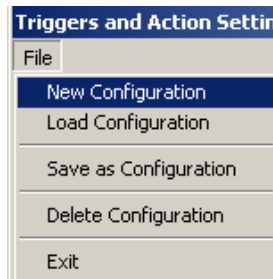 Triggers and Action Settin
File
New Configuration
Load Configuration
Save as Configuration
Delete Configuration
Exit